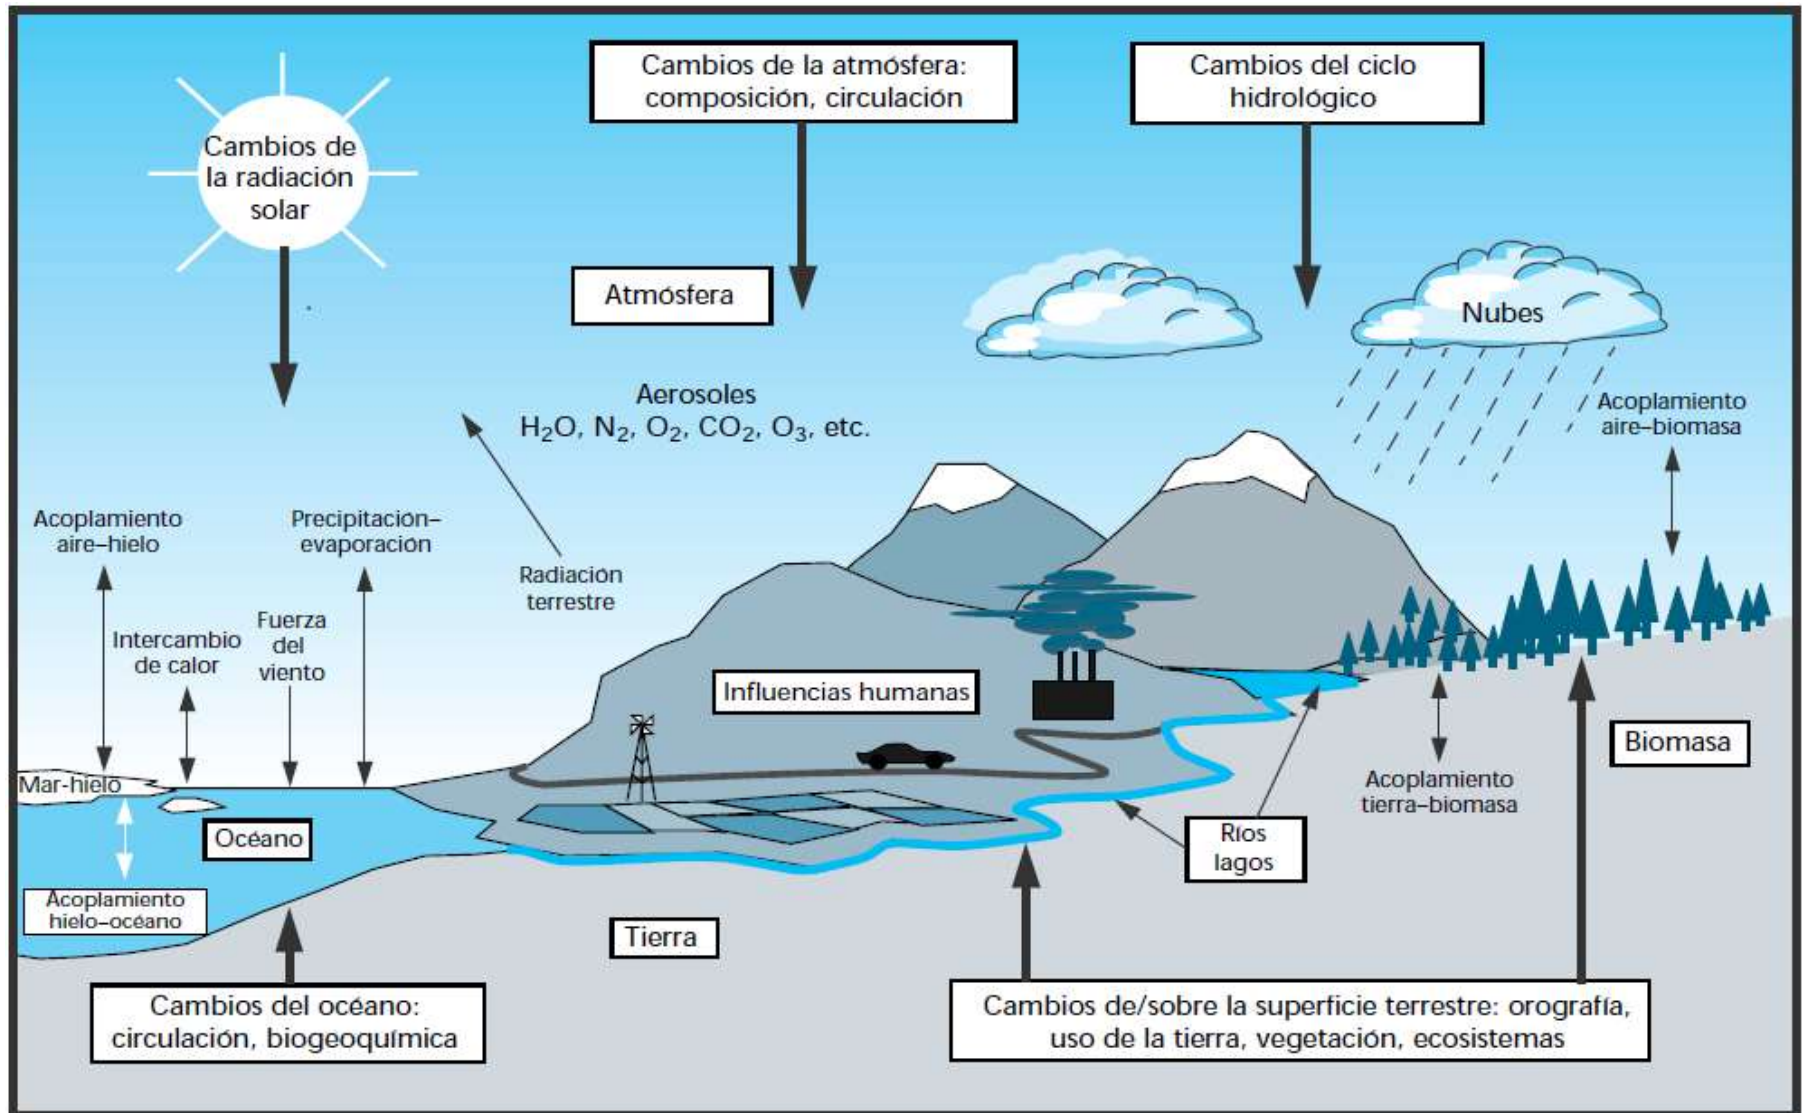 Cambios de la atmósfera:
composición, circulación
Cambios del ciclo
hidrológico
Cambios de
la radiación
solar
Atmósfera
Nubes
Aerosoles
H₂O, N₂, O₂, CO₂, O₃, etc.
Acoplamiento
aire–biomasa
Acoplamiento
aire–hielo
Precipitación–
evaporación
Radiación
terrestre
Intercambio
de calor
Fuerza
del
viento
Influencias humanas
Biomasa
Mar-hielo
Acoplamiento
tierra–biomasa
Océano
Ríos
lagos
Acoplamiento
hielo–océano
Tierra
Cambios del océano:
circulación, biogeoquímica
Cambios de/sobre la superficie terrestre: orografía,
uso de la tierra, vegetación, ecosistemas